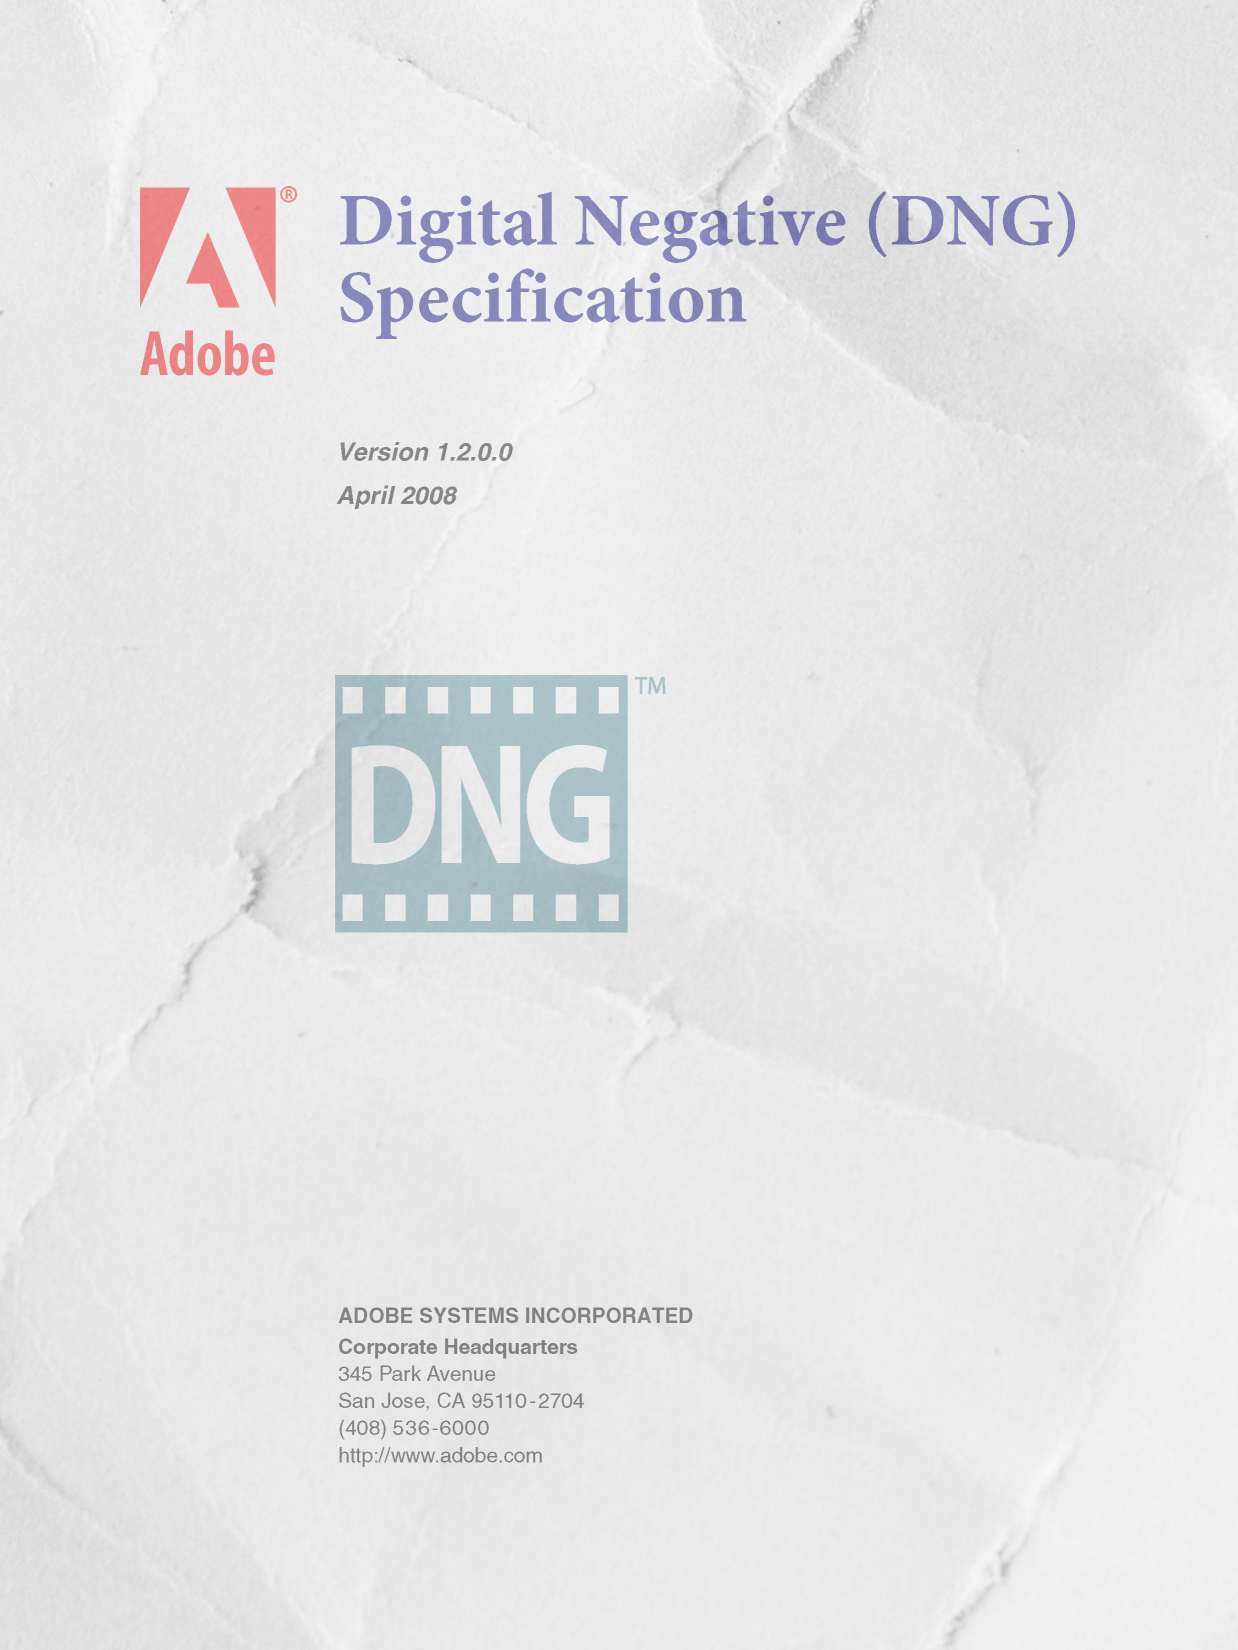 Adobe®
Digital Negative (DNG)
Specification
Version 1.2.0.0
April 2008
DNG™
ADOBE SYSTEMS INCORPORATED
Corporate Headquarters
345 Park Avenue
San Jose, CA 95110-2704
(408) 536-6000
http://www.adobe.com